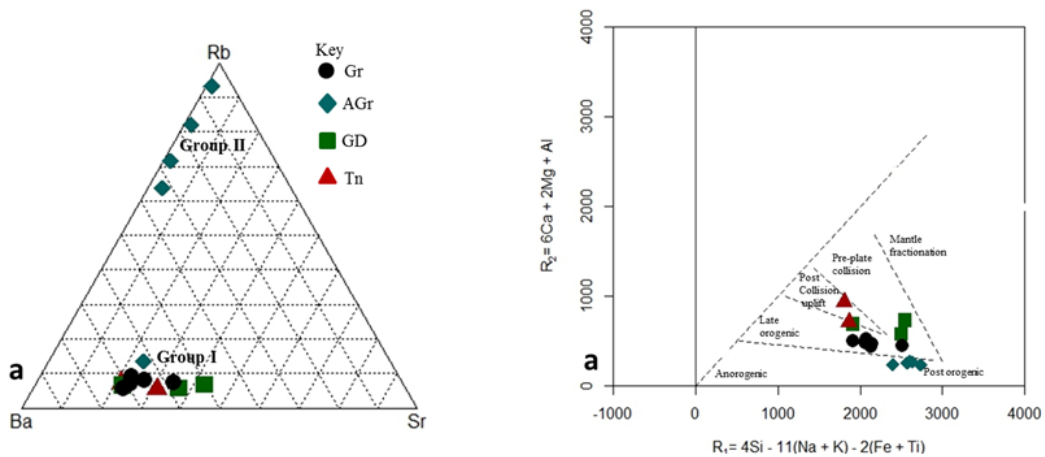 Rb
Key
Gr
AGr
GD
Tn
Group II
Group I
a
Ba
Sr
4000
3000
2000
1000
0
R2= 6Ca + 2Mg + Al
Mantle
fractionation
Pre-plate
collision
Post
Collision
uplift
Late
orogenic
a
Anorogenic
Post orogenic
-1000
0
1000
2000
3000
4000
R1= 4Si - 11(Na + K) - 2(Fe + Ti)